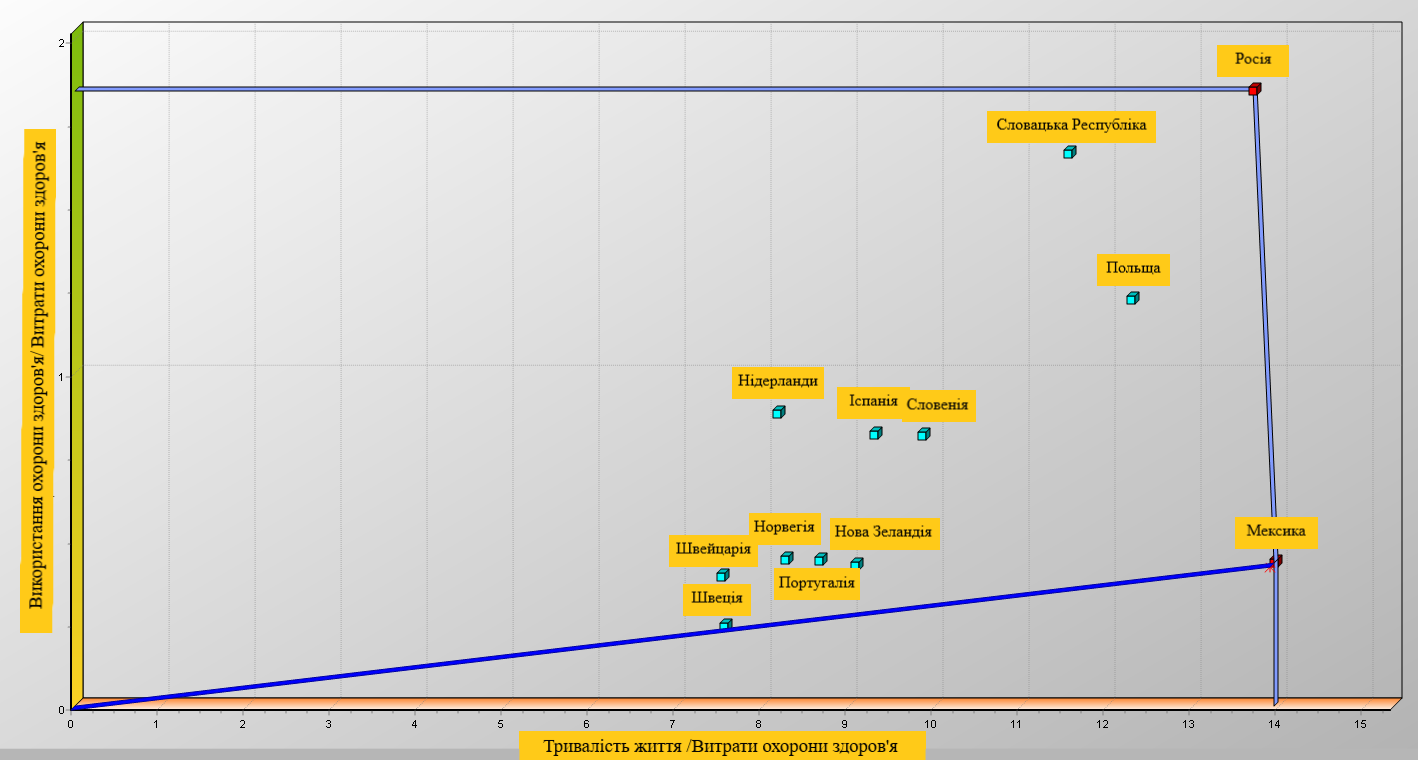 2
Росія
Словацька Республіка
Польща
1
Нідерланди
Іспанія
Словенія
Норвегія
Нова Зеландія
Мексика
Швейцарія
Португалія
Швеція
Використання охорони здоров'я/ Витрати охорони здоров'я
0
0 1 2 3 4 5 6 7 8 9 10 11 12 13 14 15
Тривалість життя /Витрати охорони здоров'я